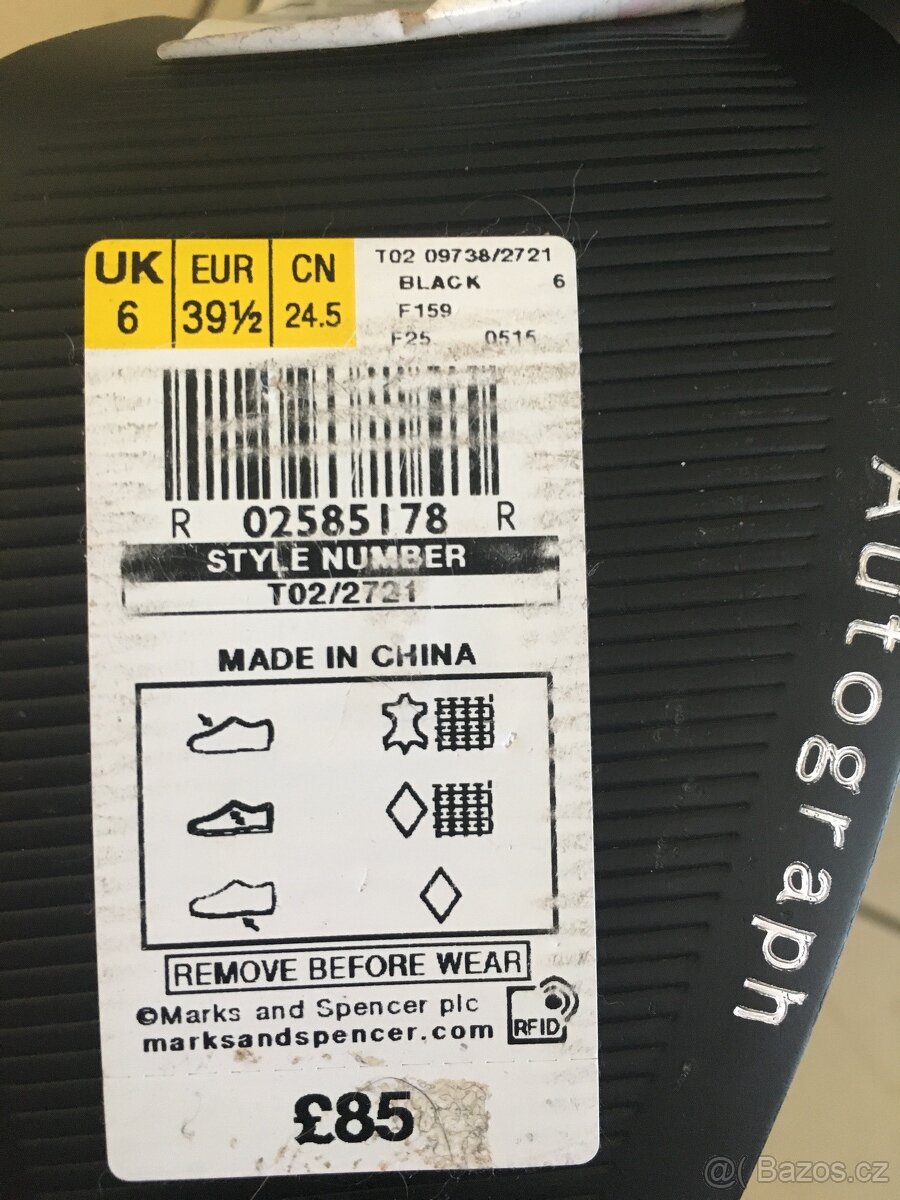 UK EUR CN
6 39½ 24.5
T02 09738/2721
BLACK 6
F159
F25 0515
R 02585178 R
STYLE NUMBER
T02/2721
MADE IN CHINA
REMOVE BEFORE WEAR
©Marks and Spencer plc
marksandspencer.com
RFID
£85
Autograph
@( Bazos.cz